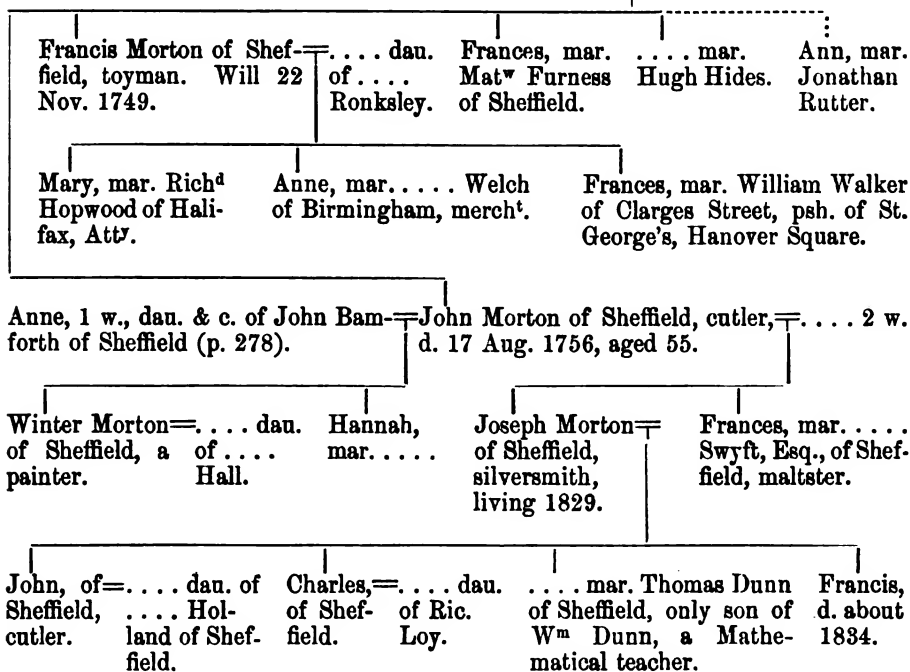 Francis Morton of Shef-
field, toyman. Will 22
Nov. 1749.
. . . . dau.
of . . . .
Ronksley.
Frances, mar.
Matʷ Furness
of Sheffield.
. . . . mar.
Hugh Hides.
Ann, mar.
Jonathan
Rutter.
Mary, mar. Richᵈ
Hopwood of Hali-
fax, Attʸ.
Anne, mar. . . . . Welch
of Birmingham, mercht.
Frances, mar. William Walker
of Clarges Street, psh. of St.
George's, Hanover Square.
Anne, 1 w., dau. & c. of John Bam-
forth of Sheffield (p. 278).
John Morton of Sheffield, cutler,
d. 17 Aug. 1756, aged 55.
. . . . 2 w.
Winter Morton
of Sheffield, a
painter.
. . . . dau.
of . . . .
Hall.
Hannah,
mar. . . . .
Joseph Morton
of Sheffield,
silversmith,
living 1829.
Frances, mar. . . . .
Swyft, Esq., of Shef-
field, maltster.
John, of
Sheffield,
cutler.
. . . . dau. of
. . . . Hol-
land of Shef-
field.
Charles,
of Shef-
field.
. . . . dau.
of Ric.
Loy.
. . . . mar. Thomas Dunn
of Sheffield, only son of
Wᵐ Dunn, a Mathe-
matical teacher.
Francis,
d. about
1834.